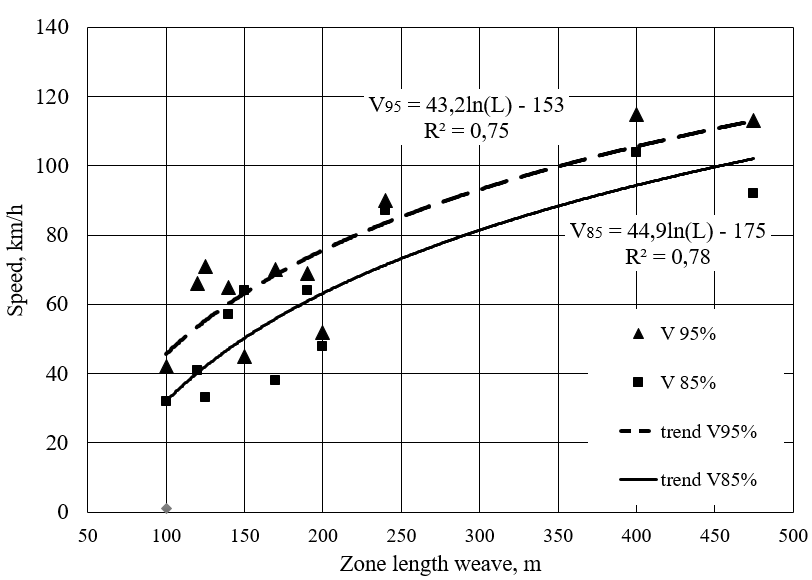 140
120
100
80
60
40
20
0
Speed, km/h
V95 = 43,2ln(L) - 153
R² = 0,75
V85 = 44,9ln(L) - 175
R² = 0,78
V 95%
V 85%
trend V95%
trend V85%
50 100 150 200 250 300 350 400 450 500
Zone length weave, m